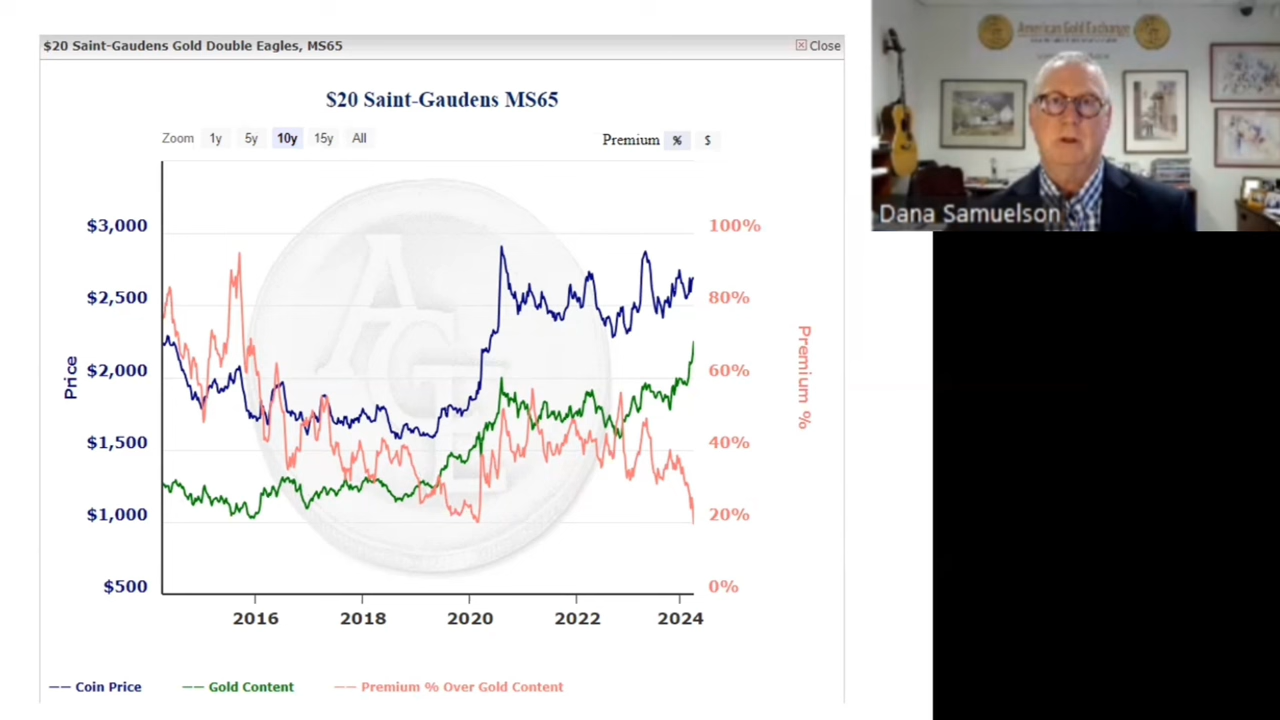 $20 Saint-Gaudens Gold Double Eagles, MS65
Close
$20 Saint-Gaudens MS65
Zoom 1y 5y 10y 15y All
Premium % $
$3,000
$2,500
$2,000
$1,500
$1,000
$500
Price
100%
80%
60%
40%
20%
0%
Premium %
2016 2018 2020 2022 2024
Coin Price
Gold Content
Premium % Over Gold Content
AGE
American Gold Exchange
Dana Samuelson